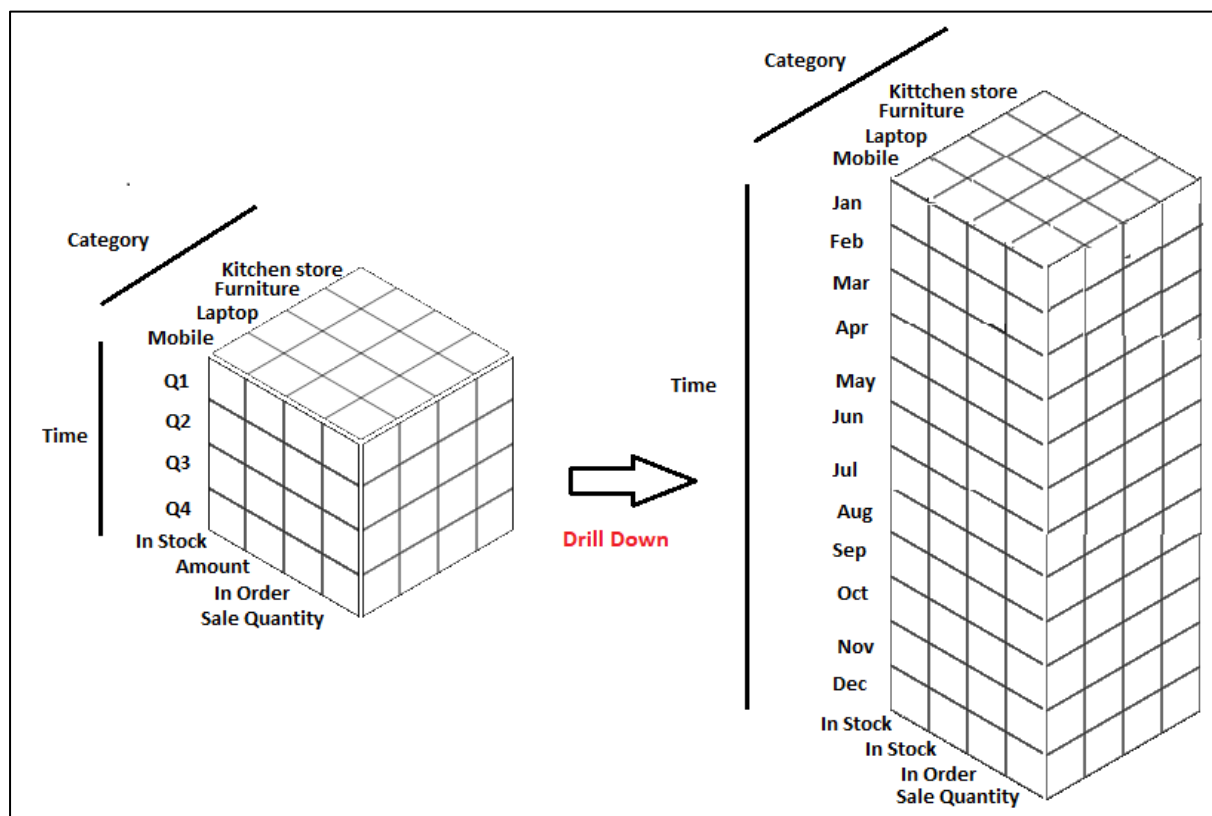 Category
Kitchen store
Furniture
Laptop
Mobile
Time
Q1
Q2
Q3
Q4
In Stock
Amount
In Order
Sale Quantity
Drill Down
Category
Kittchen store
Furniture
Laptop
Mobile
Time
Jan
Feb
Mar
Apr
May
Jun
Jul
Aug
Sep
Oct
Nov
Dec
In Stock
In Stock
In Order
Sale Quantity